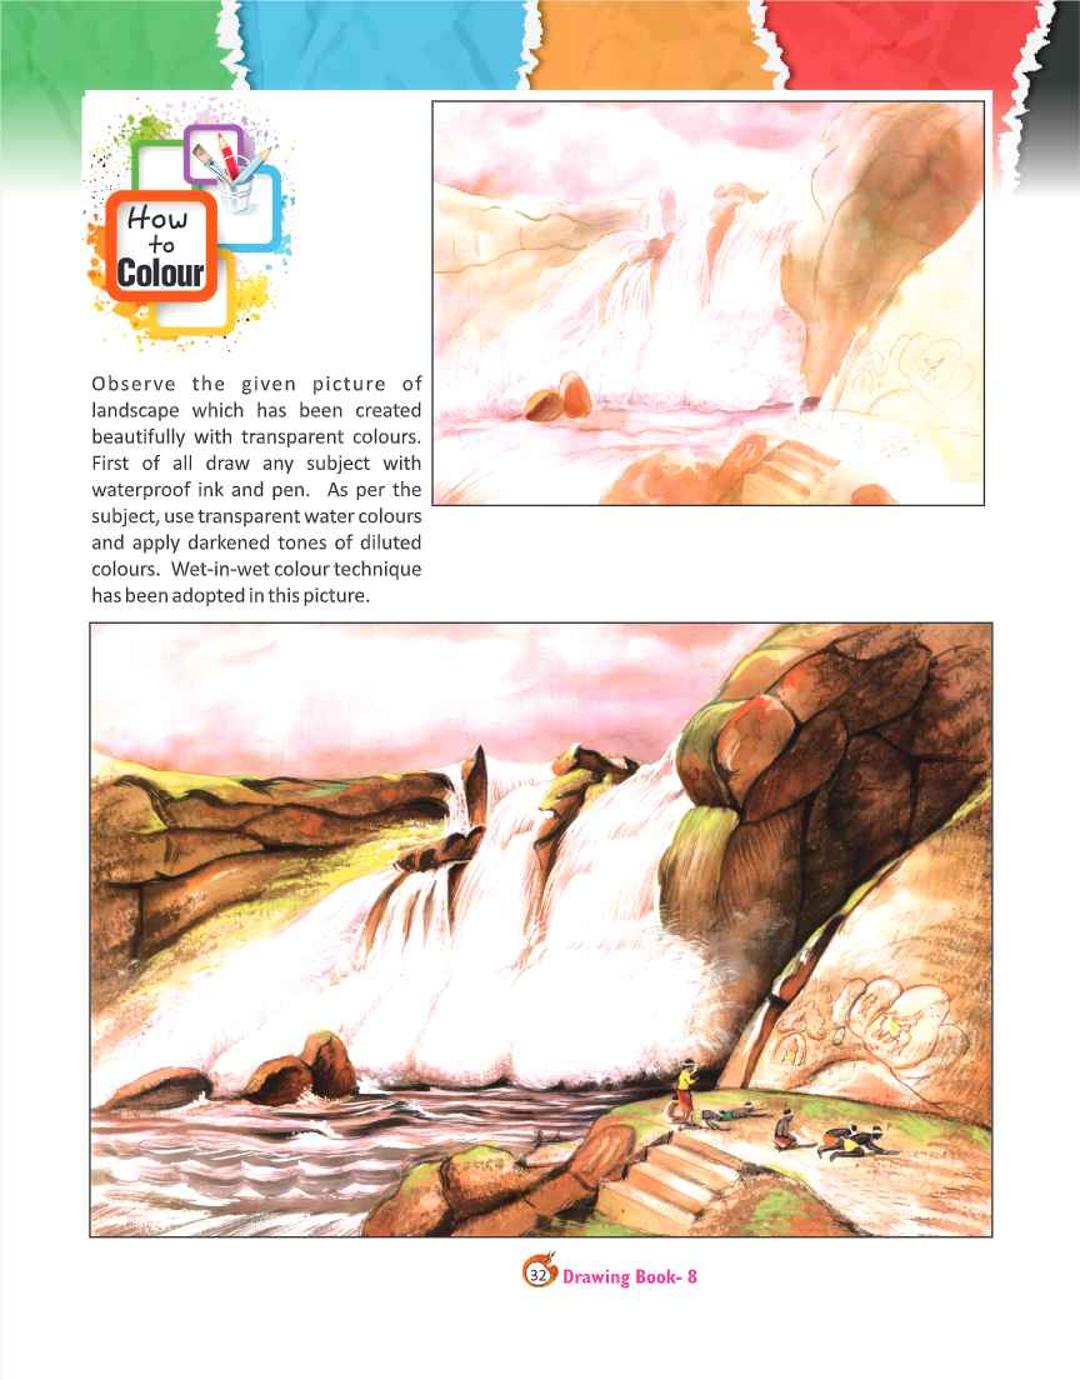 How
to
Colour
Observe the given picture of
landscape which has been created
beautifully with transparent colours.
First of all draw any subject with
waterproof ink and pen. As per the
subject, use transparent water colours
and apply darkened tones of diluted
colours. Wet-in-wet colour technique
has been adopted in this picture.
32 Drawing Book- 8